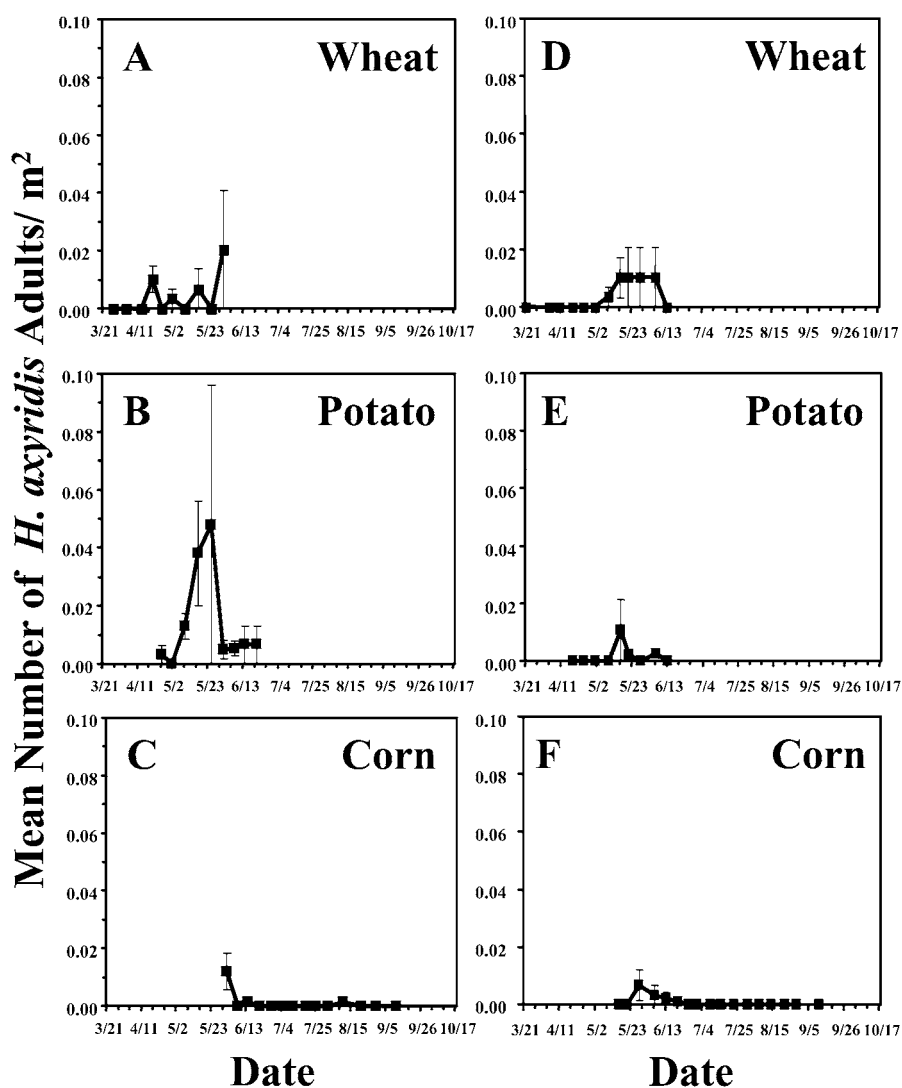 Mean Number of H. axyridis Adults/ m²
A Wheat
0.10
0.08
0.06
0.04
0.02
0.00
3/21 4/11 5/2 5/23 6/13 7/4 7/25 8/15 9/5 9/26 10/17
D Wheat
0.10
0.08
0.06
0.04
0.02
0.00
3/21 4/11 5/2 5/23 6/13 7/4 7/25 8/15 9/5 9/26 10/17
B Potato
0.10
0.08
0.06
0.04
0.02
0.00
3/21 4/11 5/2 5/23 6/13 7/4 7/25 8/15 9/5 9/26 10/17
E Potato
0.10
0.08
0.06
0.04
0.02
0.00
3/21 4/11 5/2 5/23 6/13 7/4 7/25 8/15 9/5 9/26 10/17
C Corn
0.10
0.08
0.06
0.04
0.02
0.00
3/21 4/11 5/2 5/23 6/13 7/4 7/25 8/15 9/5 9/26 10/17
F Corn
0.10
0.08
0.06
0.04
0.02
0.00
3/21 4/11 5/2 5/23 6/13 7/4 7/25 8/15 9/5 9/26 10/17
Date
Date